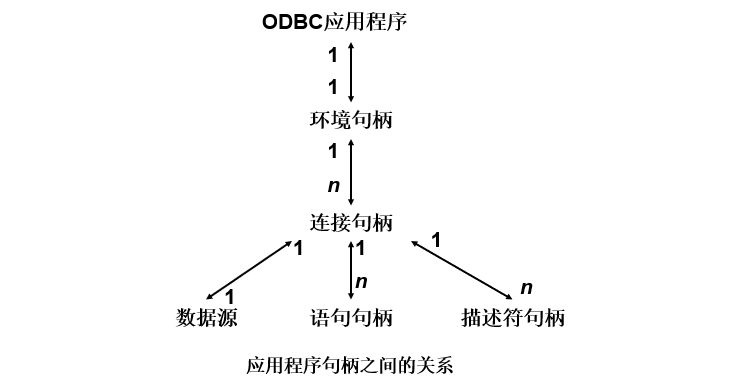 ODBC应用程序
1
1
环境句柄
1
n
连接句柄
1 1 1
1 n n
数据源 语句句柄 描述符句柄
应用程序句柄之间的关系